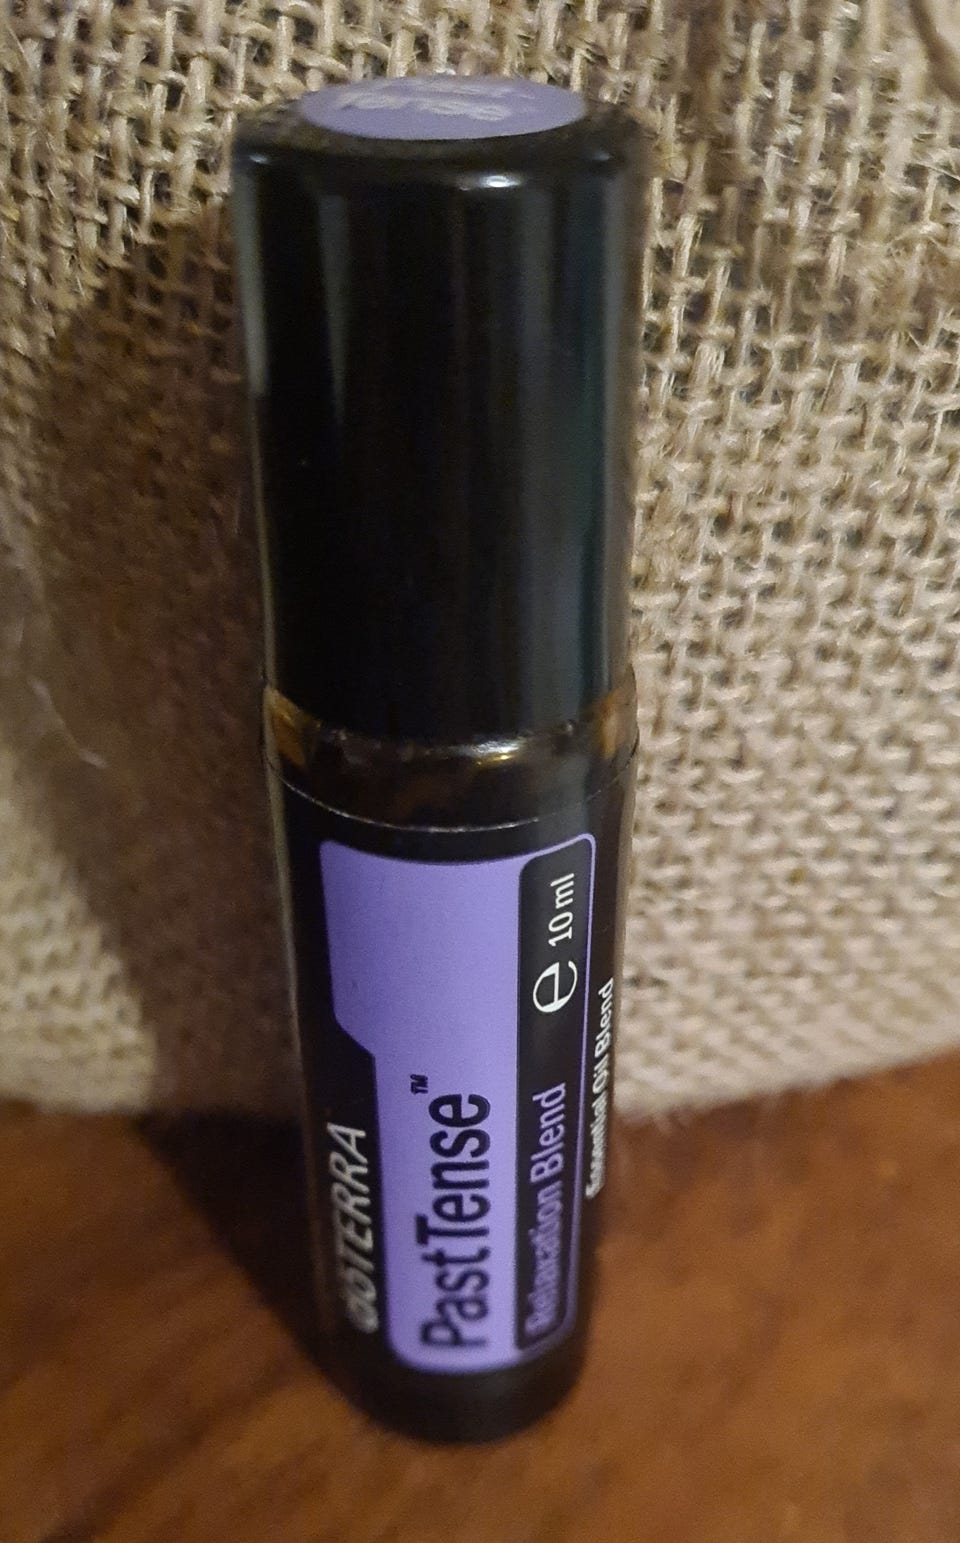 dōTERRA
PastTense™
Relaxation Blend ℮ 10 ml
Essential Oil Blend